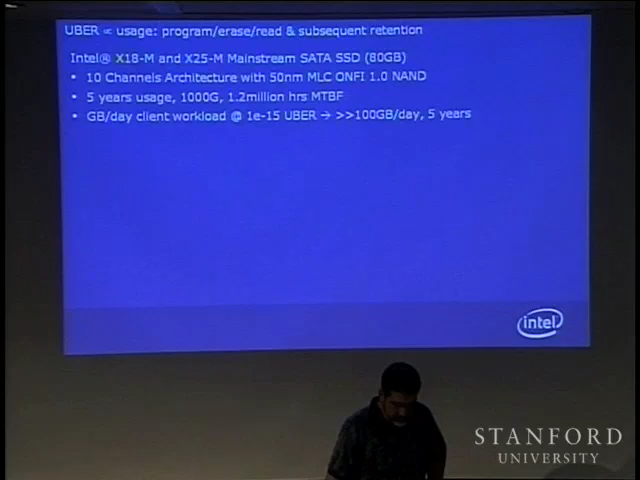 UBER ∝ usage: program/erase/read & subsequent retention
Intel® X18-M and X25-M Mainstream SATA SSD (80GB)
• 10 Channels Architecture with 50nm MLC ONFI 1.0 NAND
• 5 years usage, 1000G, 1.2million hrs MTBF
• GB/day client workload @ 1e-15 UBER → >>100GB/day, 5 years
intel
STANFORD
UNIVERSITY